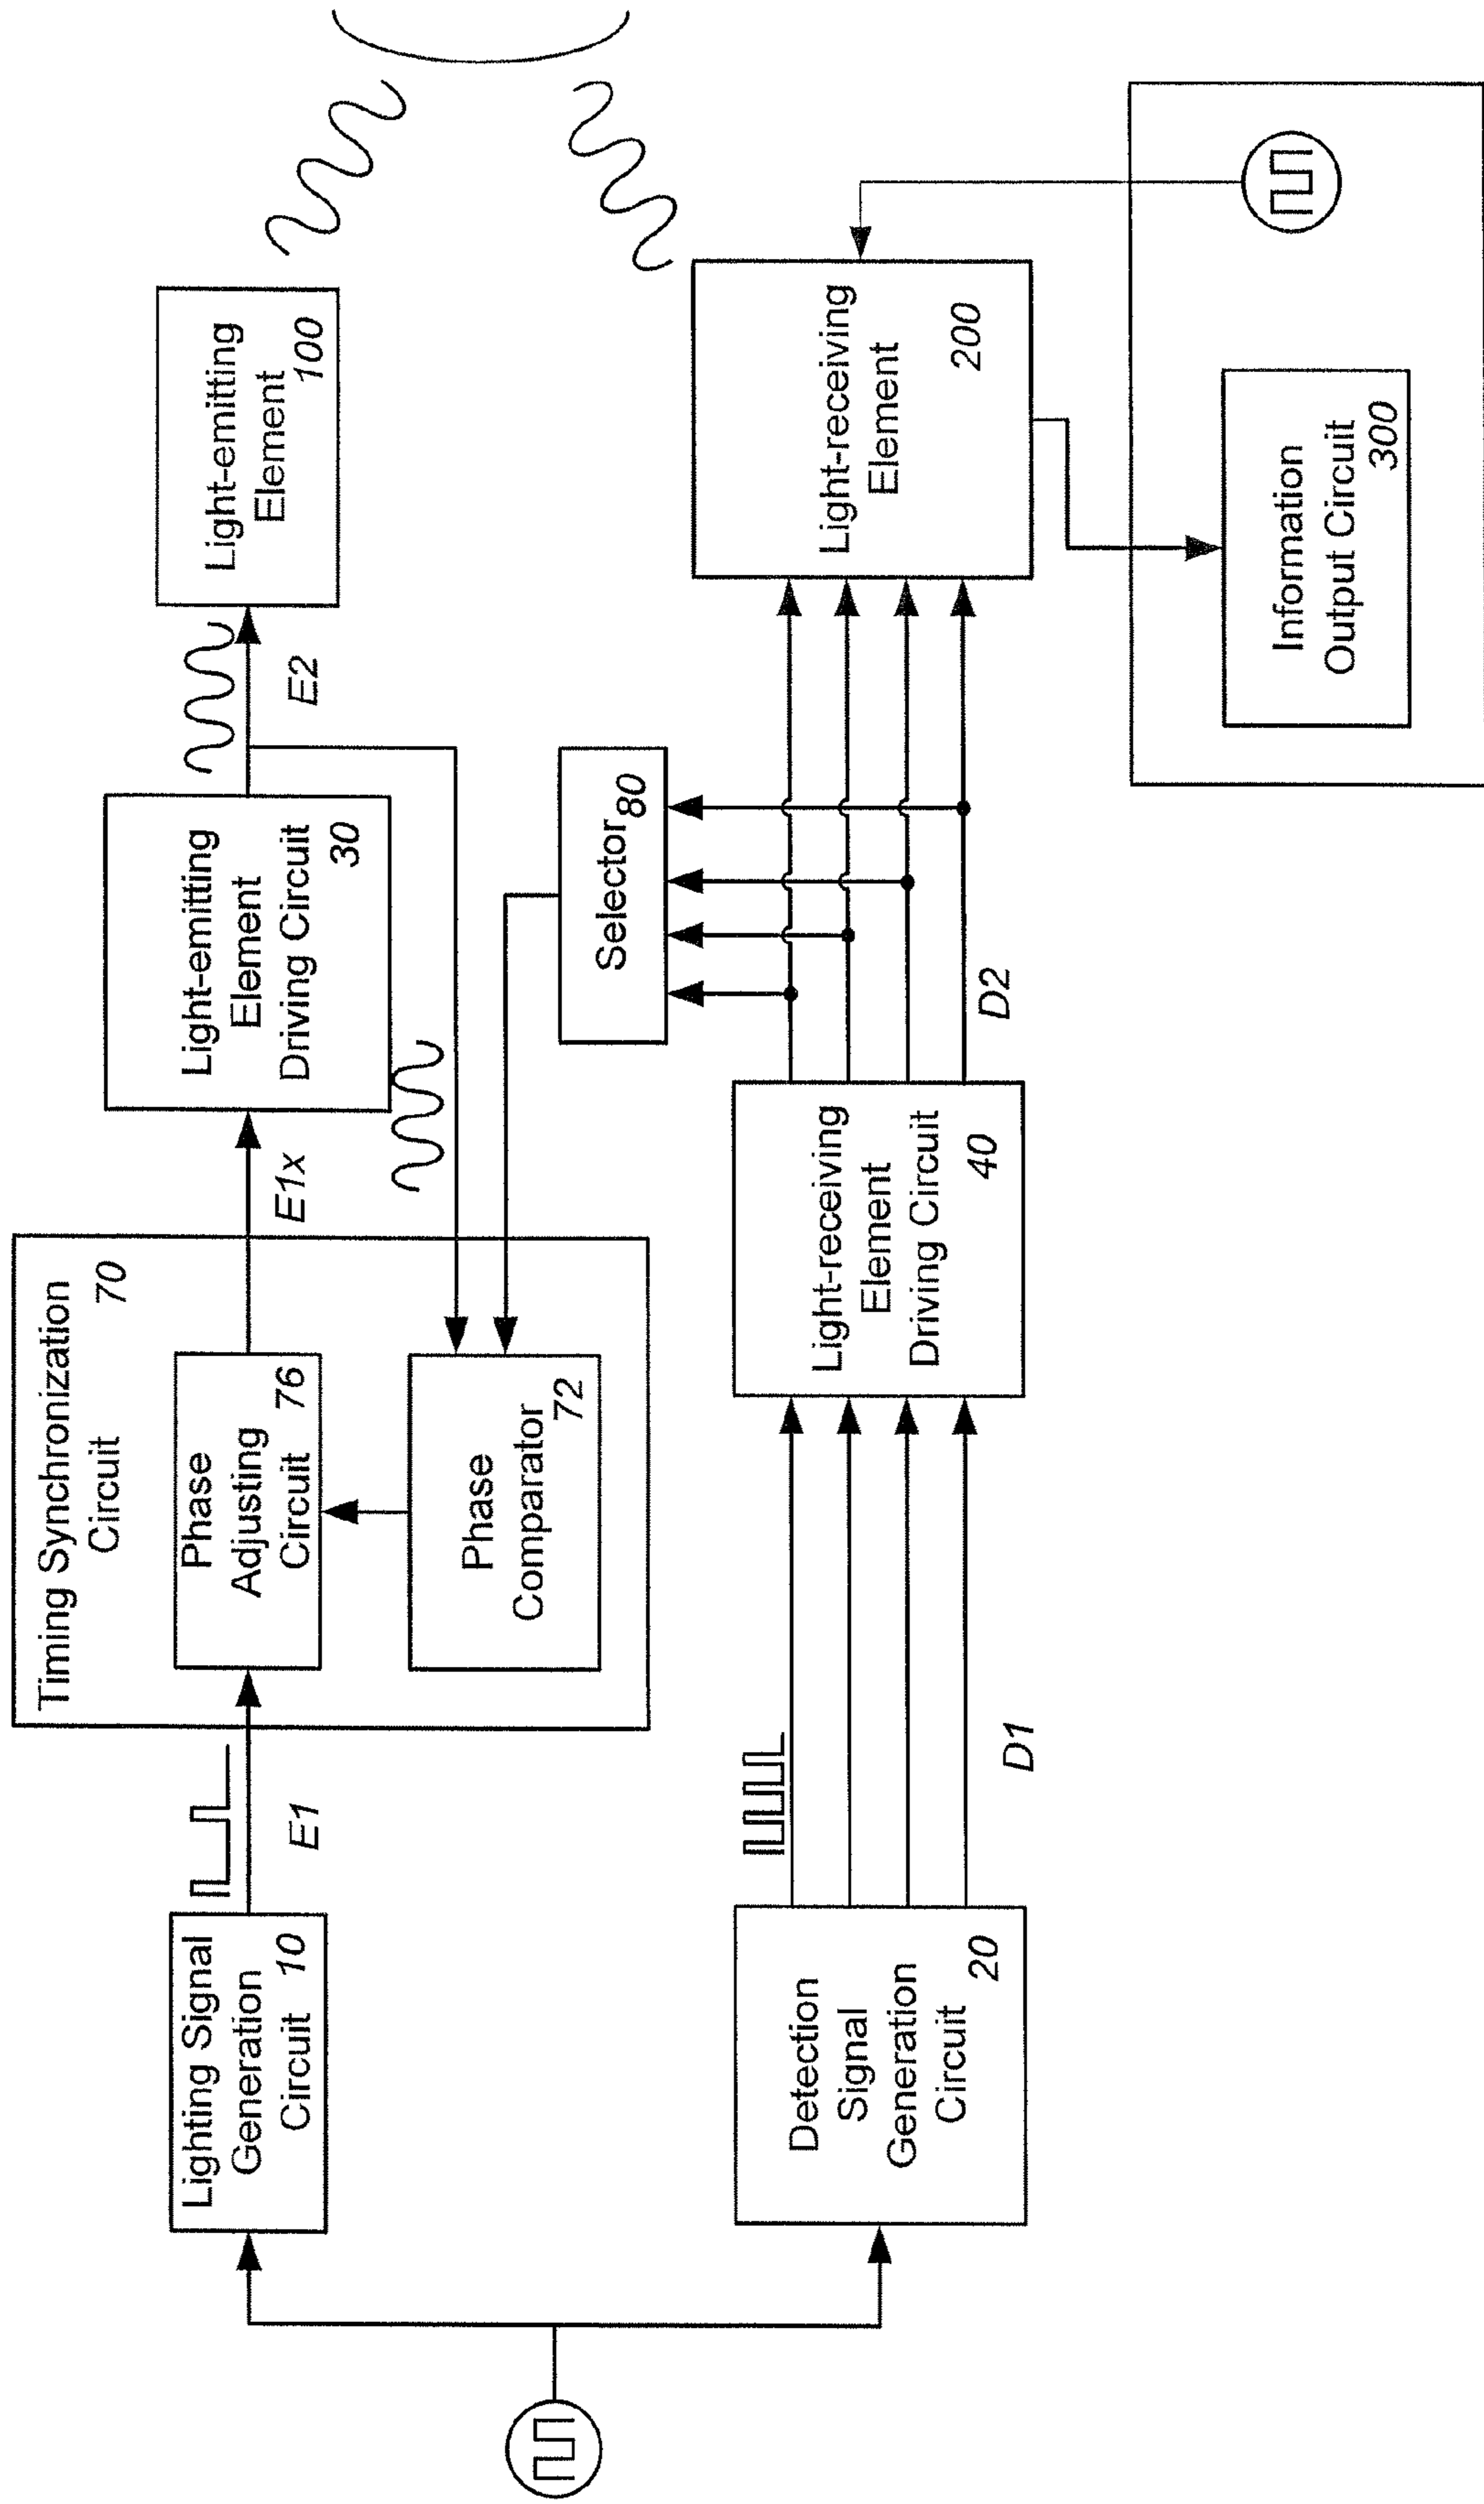 Timing Synchronization
Circuit
70
Lighting Signal
Generation
Circuit 10
E1
Phase
Adjusting
Circuit 76
Phase
Comparator
72
E1x
Light-emitting
Element
Driving Circuit
30
E2
Light-emitting
Element
100
Selector
80
Detection
Signal
Generation
Circuit
20
D1
Light-receiving
Element
Driving Circuit
40
D2
Light-receiving
Element
200
Information
Output Circuit
300